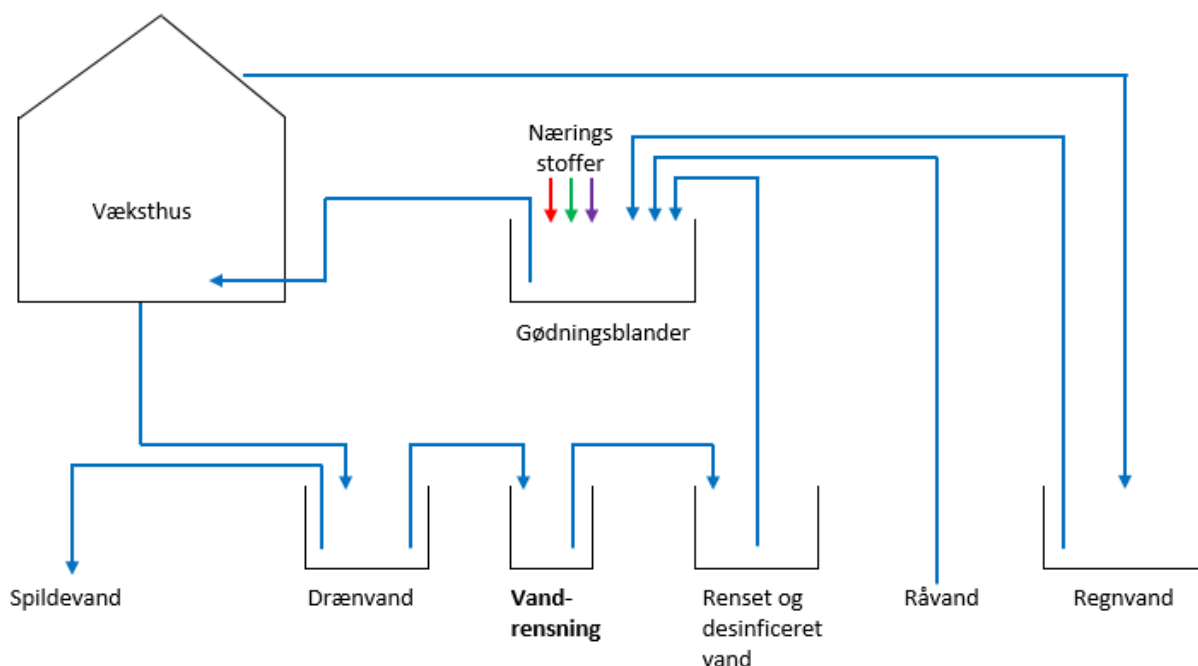 Nærings
stoffer
Væksthus
Gødningsblander
Spildevand
Drænvand
Vand-
rensning
Renset og
desinficeret
vand
Råvand
Regnvand